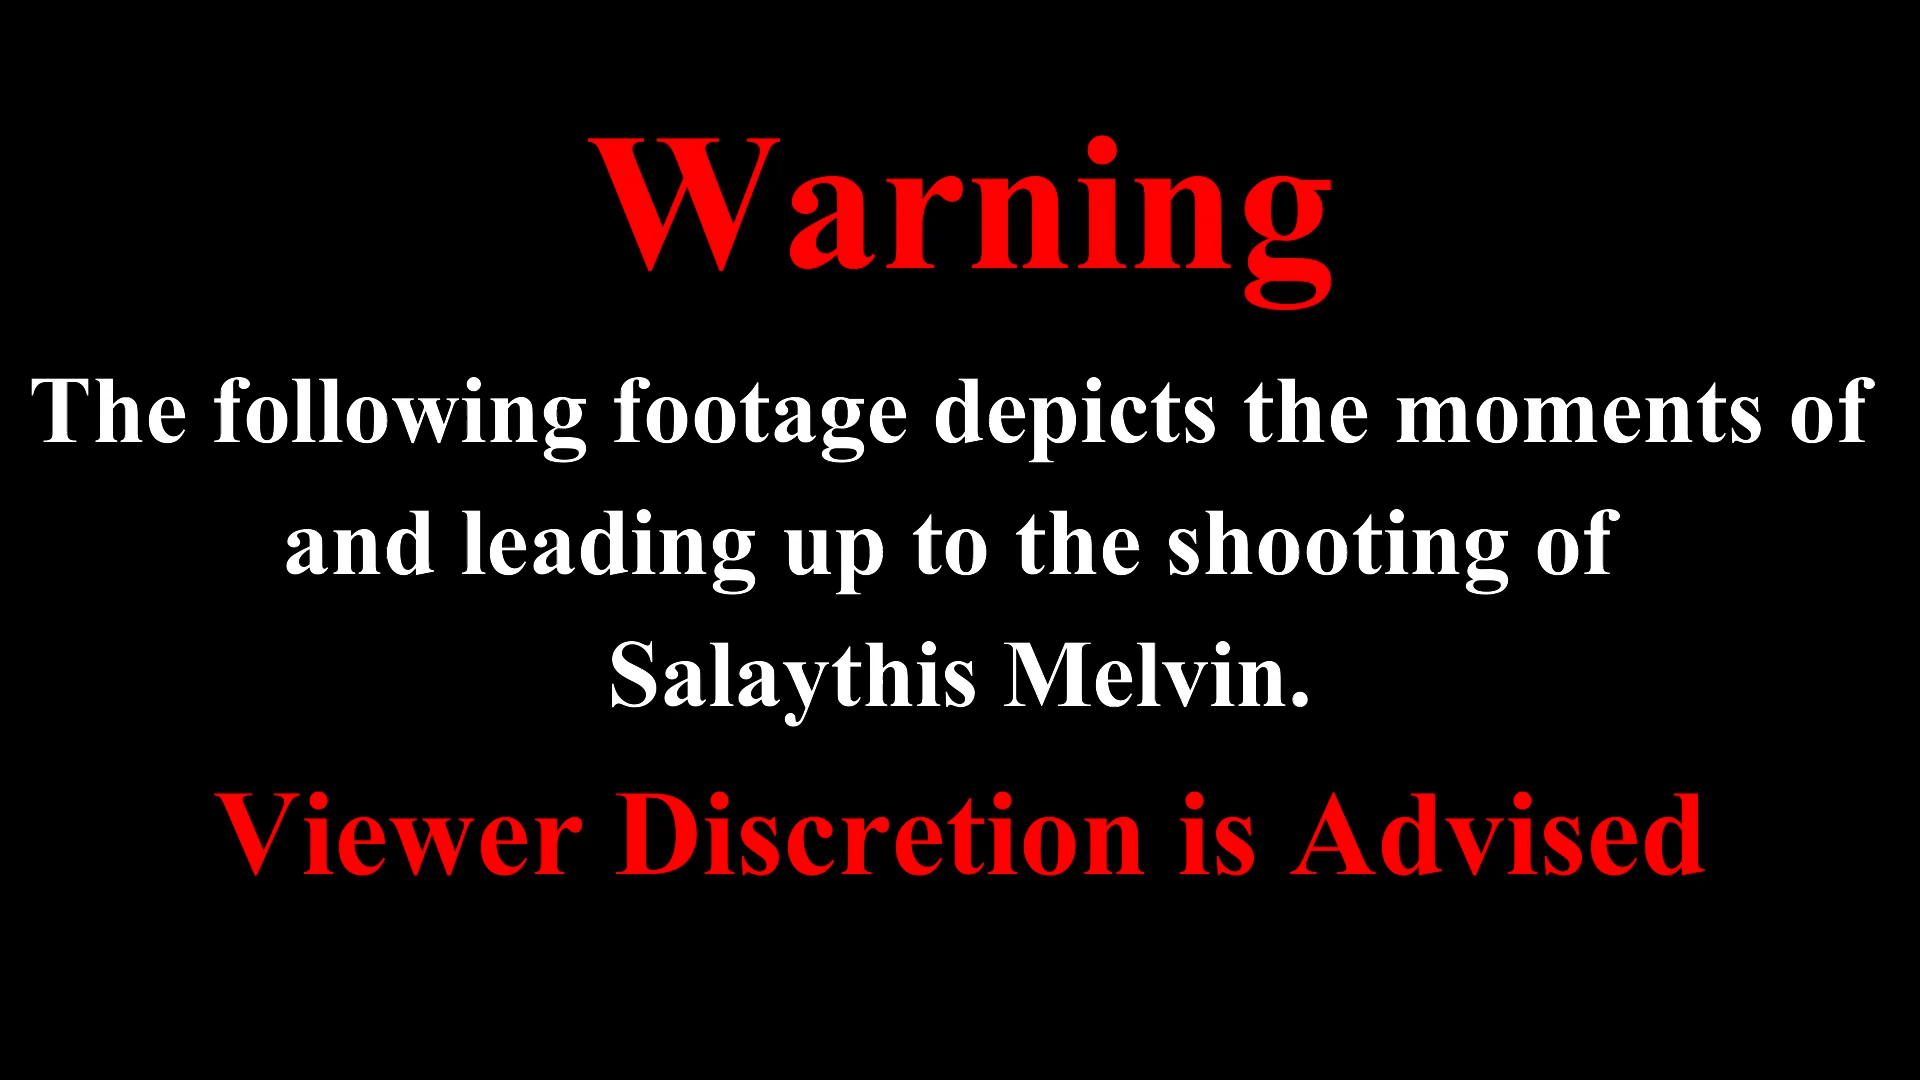 Warning
The following footage depicts the moments of
and leading up to the shooting of
Salaythis Melvin.
Viewer Discretion is Advised